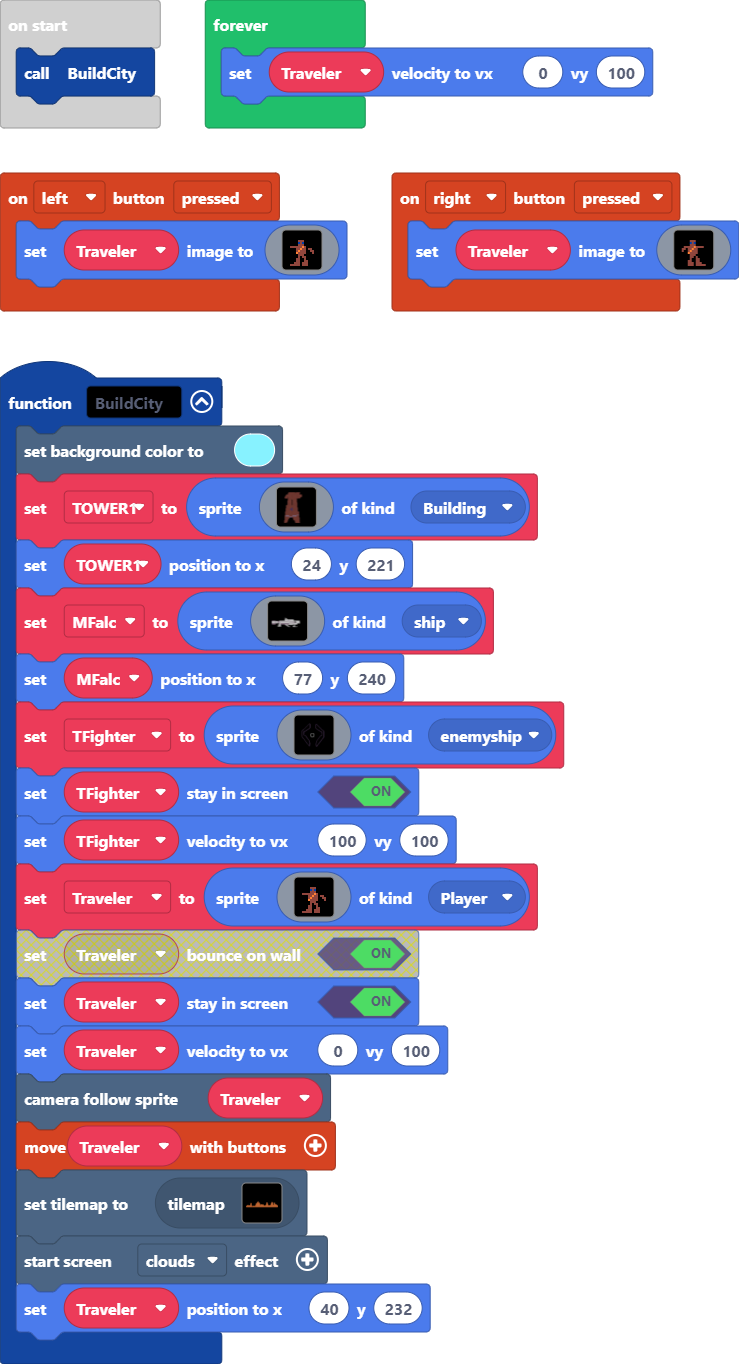 on start
call BuildCity
forever
set Traveler velocity to vx 0 vy 100
on left button pressed
set Traveler image to
on right button pressed
set Traveler image to
function BuildCity
set background color to
set TOWER1 to sprite of kind Building
set TOWER1 position to x 24 y 221
set MFalc to sprite of kind ship
set MFalc position to x 77 y 240
set TFighter to sprite of kind enemyship
set TFighter stay in screen ON
set TFighter velocity to vx 100 vy 100
set Traveler to sprite of kind Player
set Traveler bounce on wall ON
set Traveler stay in screen ON
set Traveler velocity to vx 0 vy 100
camera follow sprite Traveler
move Traveler with buttons
set tilemap to tilemap
start screen clouds effect
set Traveler position to x 40 y 232